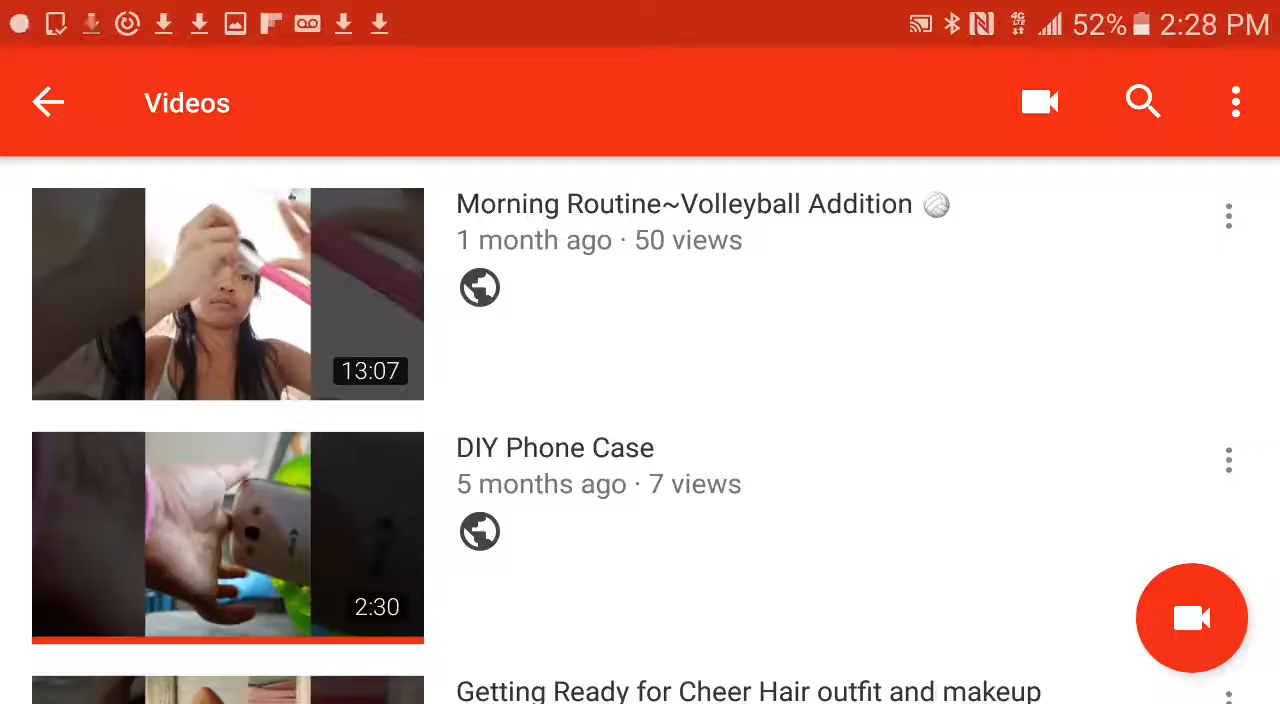 52% 2:28 PM
Videos
Morning Routine~Volleyball Addition
1 month ago · 50 views
13:07
DIY Phone Case
5 months ago · 7 views
2:30
Getting Ready for Cheer Hair outfit and makeup